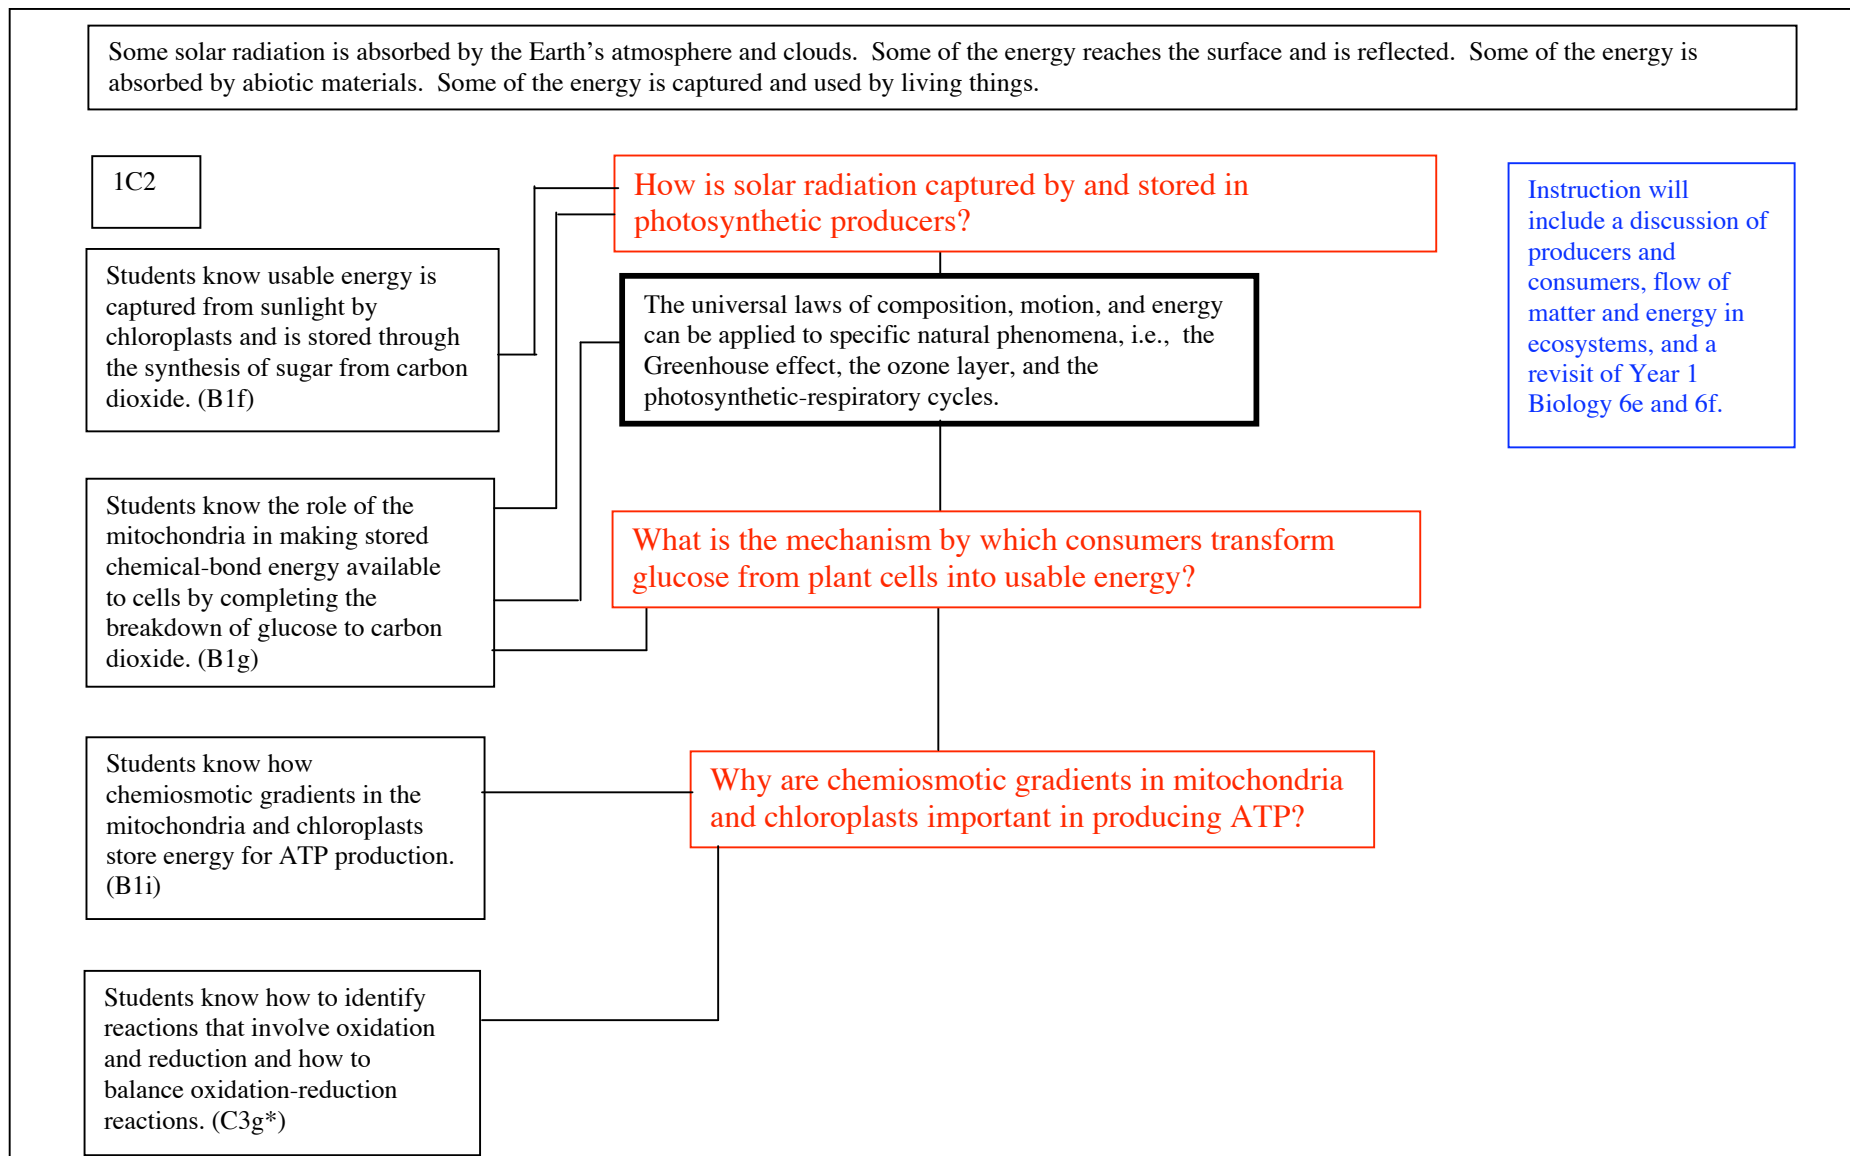 Some solar radiation is absorbed by the Earth’s atmosphere and clouds.  Some of the energy reaches the surface and is reflected.  Some of the energy is
absorbed by abiotic materials.  Some of the energy is captured and used by living things.
1C2
How is solar radiation captured by and stored in
photosynthetic producers?
Instruction will
include a discussion of
producers and
consumers, flow of
matter and energy in
ecosystems, and a
revisit of Year 1
Biology 6e and 6f.
Students know usable energy is
captured from sunlight by
chloroplasts and is stored through
the synthesis of sugar from carbon
dioxide. (B1f)
The universal laws of composition, motion, and energy
can be applied to specific natural phenomena, i.e.,  the
Greenhouse effect, the ozone layer, and the
photosynthetic-respiratory cycles.
Students know the role of the
mitochondria in making stored
chemical-bond energy available
to cells by completing the
breakdown of glucose to carbon
dioxide. (B1g)
What is the mechanism by which consumers transform
glucose from plant cells into usable energy?
Students know how
chemiosmotic gradients in the
mitochondria and chloroplasts
store energy for ATP production.
(B1i)
Why are chemiosmotic gradients in mitochondria
and chloroplasts important in producing ATP?
Students know how to identify
reactions that involve oxidation
and reduction and how to
balance oxidation-reduction
reactions. (C3g*)